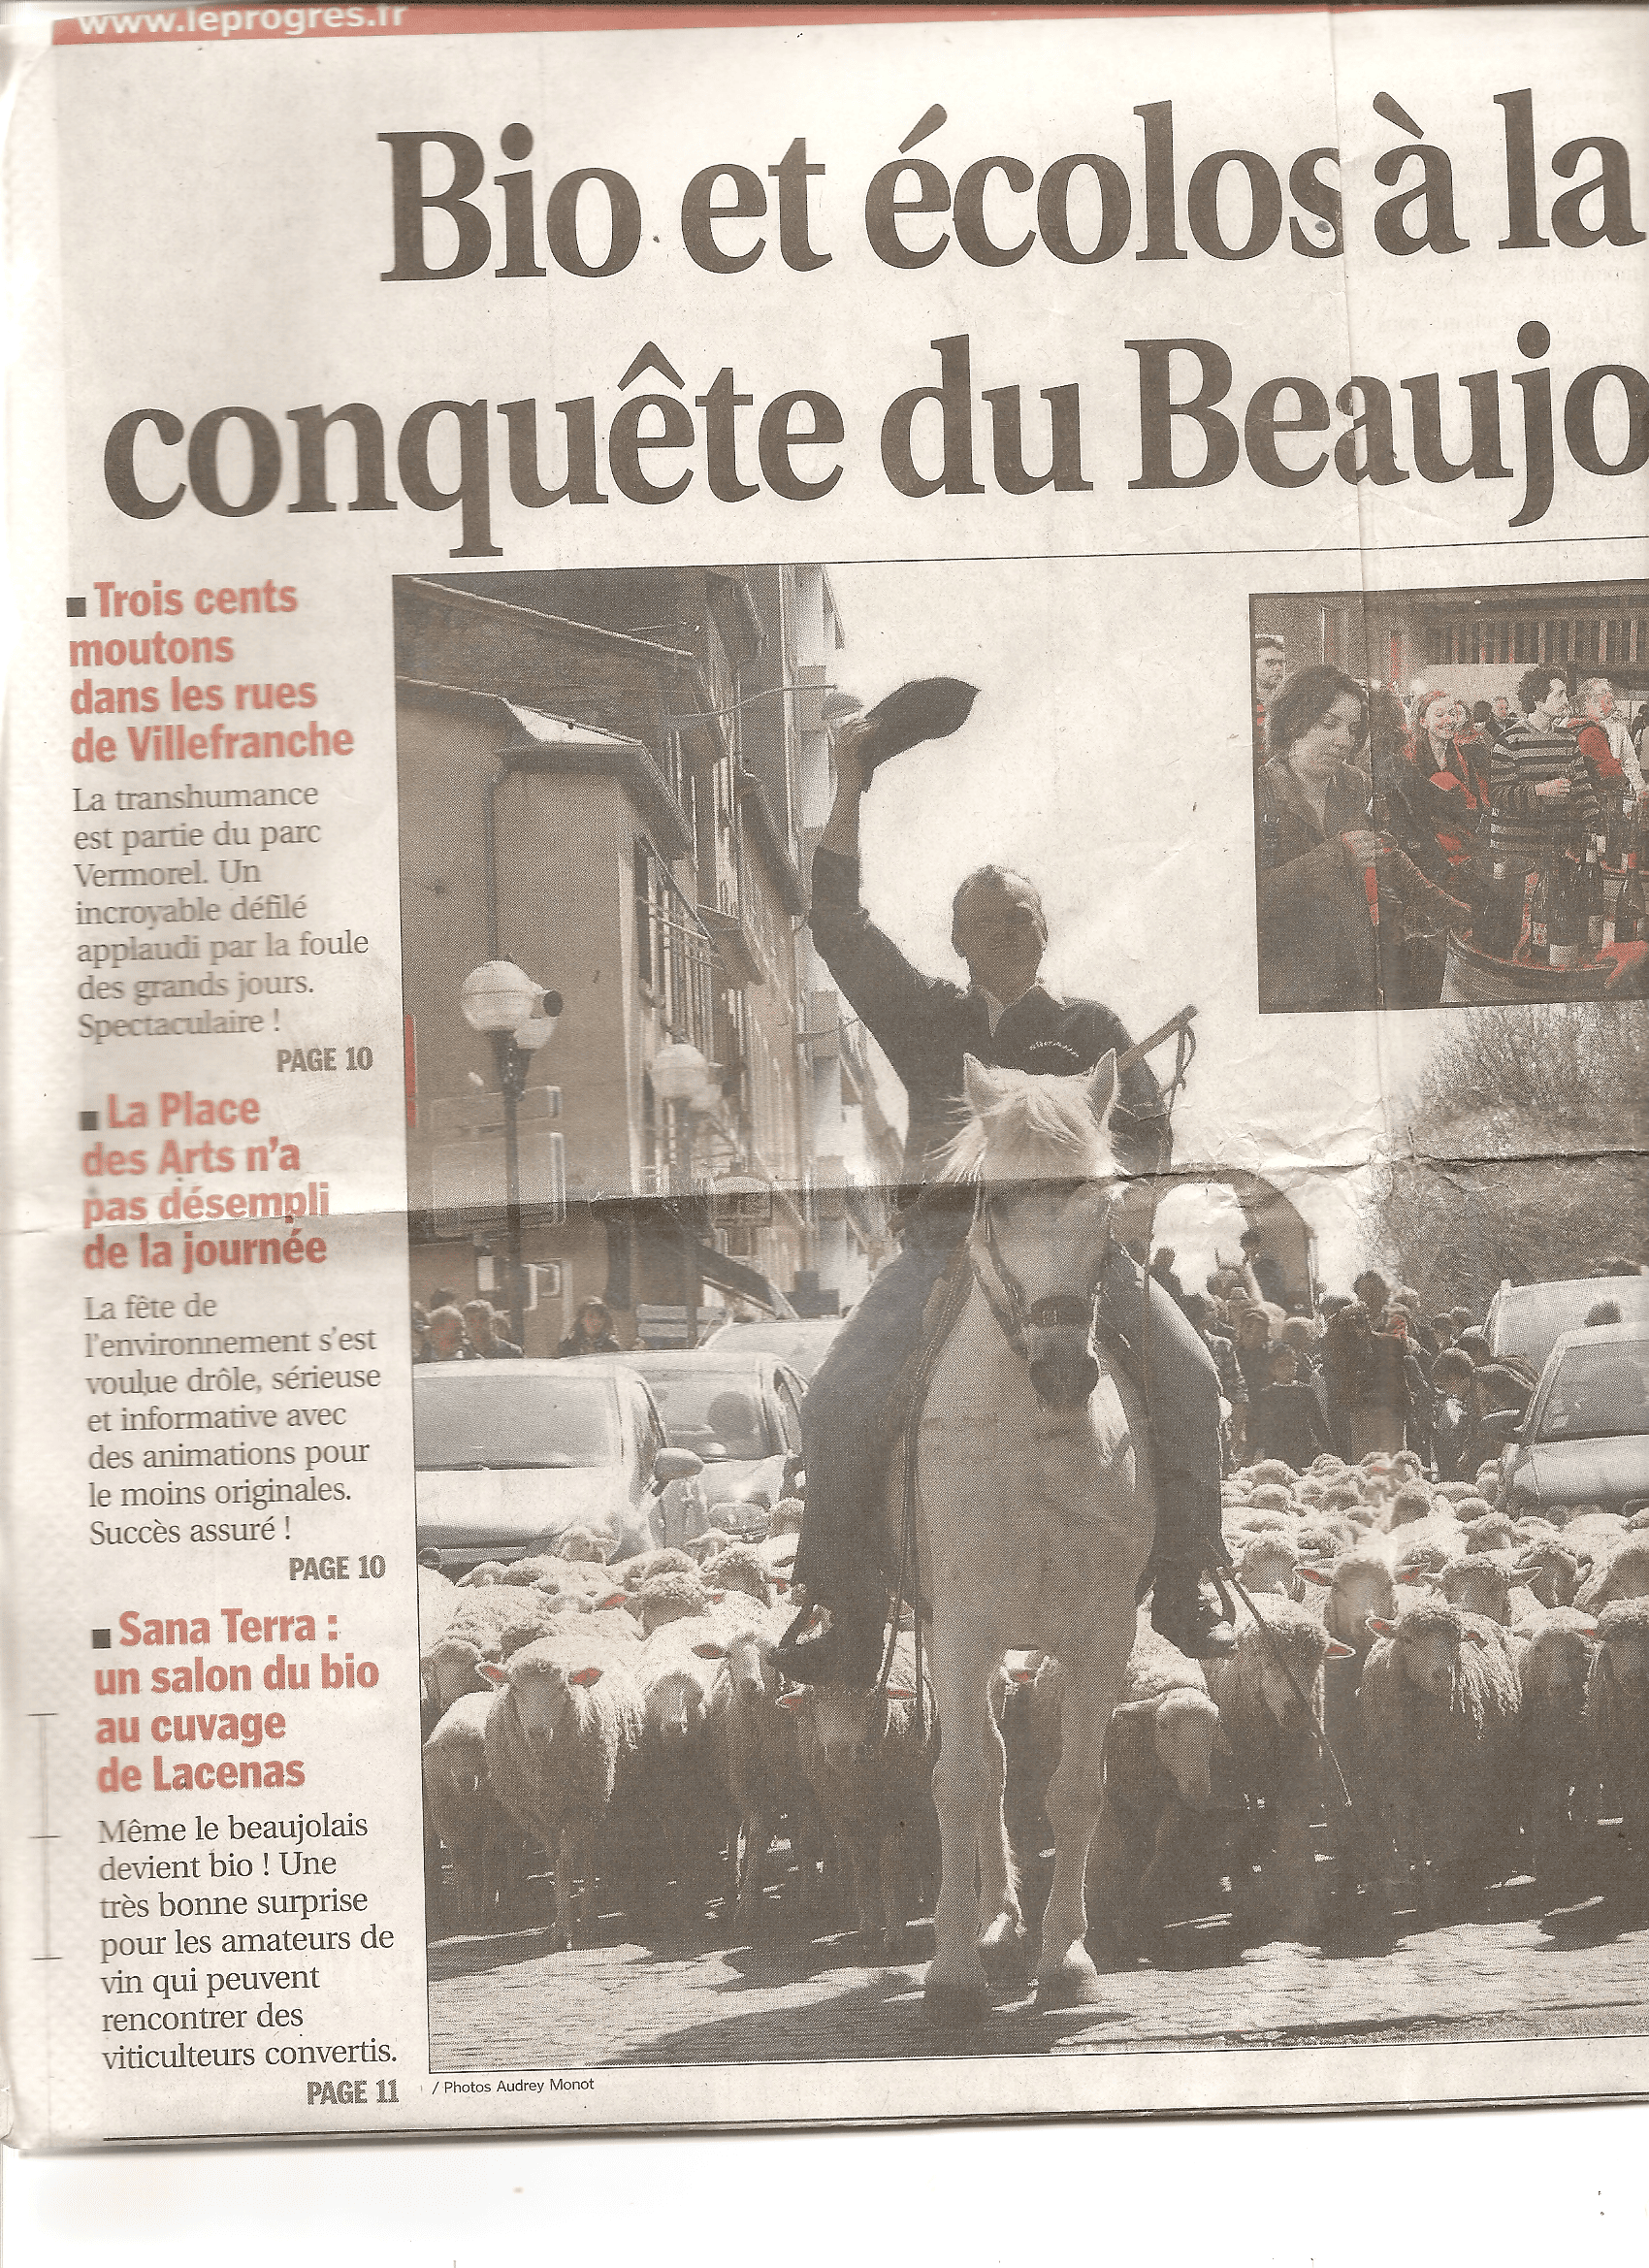 www.leprogres.fr
Bio et écolos à la
conquête du Beaujo
Trois cents
moutons
dans les rues
de Villefranche
La transhumance
est partie du parc
Vermorel. Un
incroyable défilé
applaudi par la foule
des grands jours.
Spectaculaire !
PAGE 10
La Place
des Arts n'a
pas désempli
de la journée
La fête de
l'environnement s'est
voulue drôle, sérieuse
et informative avec
des animations pour
le moins originales.
Succès assuré !
PAGE 10
Sana Terra :
un salon du bio
au cuvage
de Lacenas
Même le beaujolais
devient bio ! Une
très bonne surprise
pour les amateurs de
vin qui peuvent
rencontrer des
viticulteurs convertis.
PAGE 11
/ Photos Audrey Monot